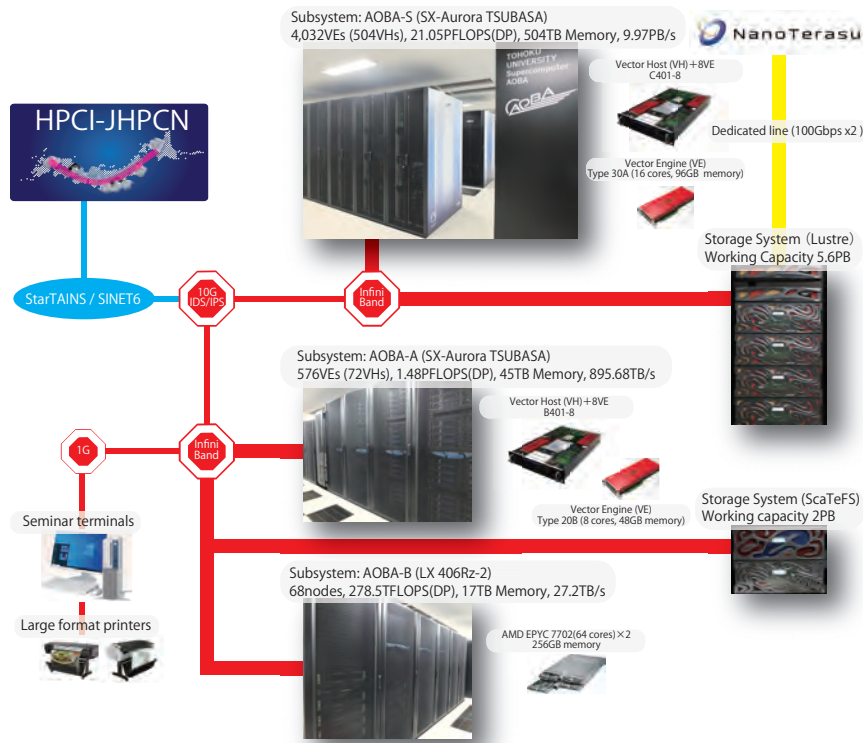 Subsystem: AOBA-S (SX-Aurora TSUBASA)
4,032VEs (504VHs), 21.05PFLOPS(DP), 504TB Memory, 9.97PB/s
NanoTerasu
TOHOKU
UNIVERSITY
Supercomputer
AOBA
AOBA
Vector Host (VH)+8VE
C401-8
Dedicated line (100Gbps x2 )
Vector Engine (VE)
Type 30A (16 cores, 96GB memory)
HPCI-JHPCN
Storage System (Lustre)
Working Capacity 5.6PB
StarTAINS / SINET6
10G
IDS/IPS
Infini
Band
Subsystem: AOBA-A (SX-Aurora TSUBASA)
576VEs (72VHs), 1.48PFLOPS(DP), 45TB Memory, 895.68TB/s
Vector Host (VH)+8VE
B401-8
1G
Infini
Band
Vector Engine (VE)
Type 20B (8 cores, 48GB memory)
Storage System (ScaTeFS)
Working capacity 2PB
Seminar terminals
Subsystem: AOBA-B (LX 406Rz-2)
68nodes, 278.5TFLOPS(DP), 17TB Memory, 27.2TB/s
Large format printers
AMD EPYC 7702(64 cores)×2
256GB memory